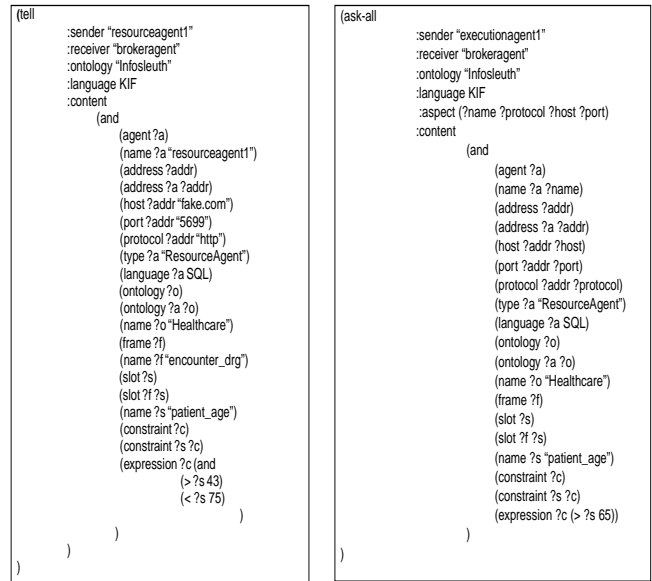 (tell
:sender “resourceagent1”
:receiver “brokeragent”
:ontology “Infosleuth”
:language KIF
:content
(and
(agent ?a)
(name ?a “resourceagent1”)
(address ?addr)
(address ?a ?addr)
(host ?addr “fake.com”)
(port ?addr “5699”)
(protocol ?addr “http”)
(type ?a “ResourceAgent”)
(language ?a SQL)
(ontology ?o)
(ontology ?a ?o)
(name ?o “Healthcare”)
(frame ?f)
(name ?f “encounter_drg”)
(slot ?s)
(slot ?f ?s)
(name ?s “patient_age”)
(constraint ?c)
(constraint ?s ?c)
(expression ?c (and
(> ?s 43)
(< ?s 75)
)
)
)
)
(ask-all
:sender “executionagent1”
:receiver “brokeragent”
:ontology “Infosleuth”
:language KIF
:aspect (?name ?protocol ?host ?port)
:content
(and
(agent ?a)
(name ?a ?name)
(address ?addr)
(address ?a ?addr)
(host ?addr ?host)
(port ?addr ?port)
(protocol ?addr ?protocol)
(type ?a “ResourceAgent”)
(language ?a SQL)
(ontology ?o)
(ontology ?a ?o)
(name ?o “Healthcare”)
(frame ?f)
(slot ?s)
(slot ?f ?s)
(name ?s “patient_age”)
(constraint ?c)
(constraint ?s ?c)
(expression ?c (> ?s 65))
)
)